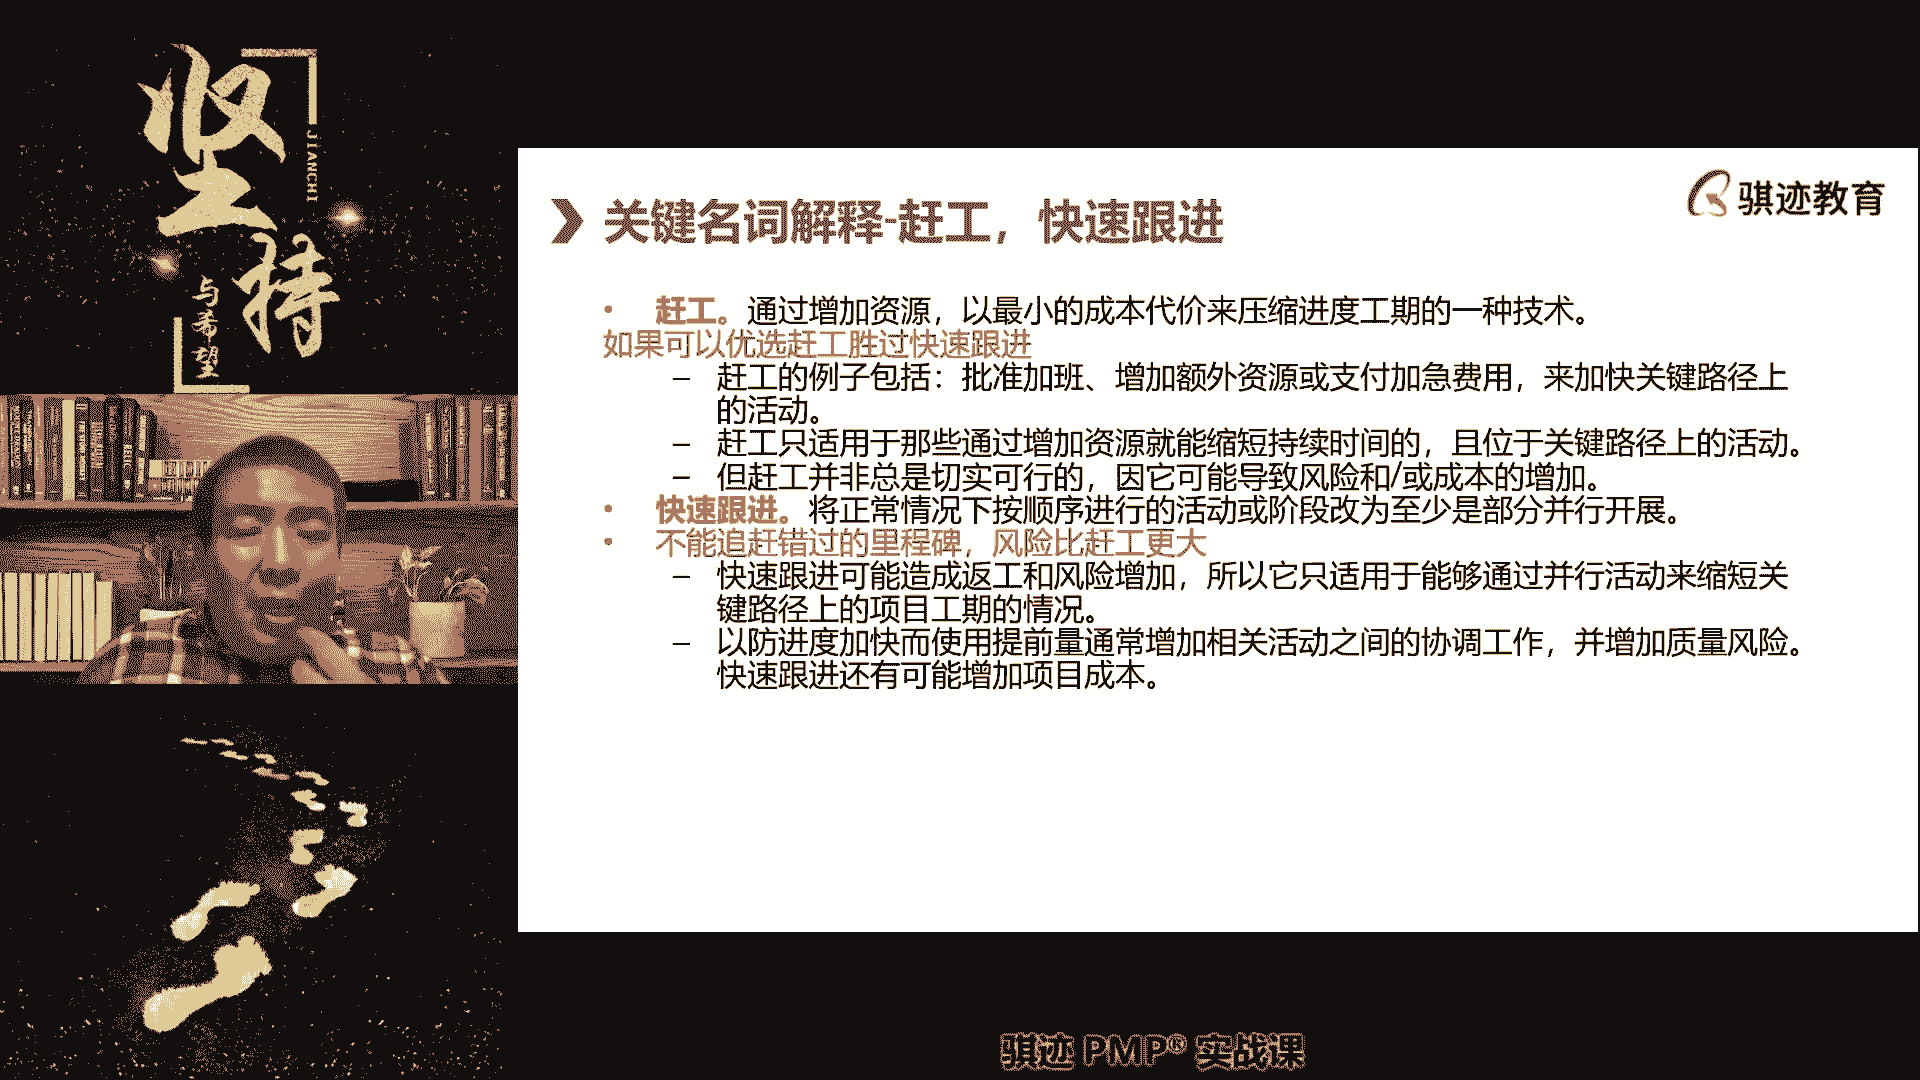 坚持
JIANCHI
与希望
骐迹教育
关键名词解释-赶工，快速跟进
• 赶工。通过增加资源，以最小的成本代价来压缩进度工期的一种技术。
如果可以优选赶工胜过快速跟进
– 赶工的例子包括：批准加班、增加额外资源或支付加急费用，来加快关键路径上
的活动。
– 赶工只适用于那些通过增加资源就能缩短持续时间的，且位于关键路径上的活动。
– 但赶工并非总是切实可行的，因它可能导致风险和/或成本的增加。
• 快速跟进。将正常情况下按顺序进行的活动或阶段改为至少是部分并行开展。
• 不能追赶错过的里程碑，风险比赶工更大
– 快速跟进可能造成返工和风险增加，所以它只适用于能够通过并行活动来缩短关
键路径上的项目工期的情况。
– 以防进度加快而使用提前量通常增加相关活动之间的协调工作，并增加质量风险。
快速跟进还有可能增加项目成本。
骐迹 PMP® 实战课